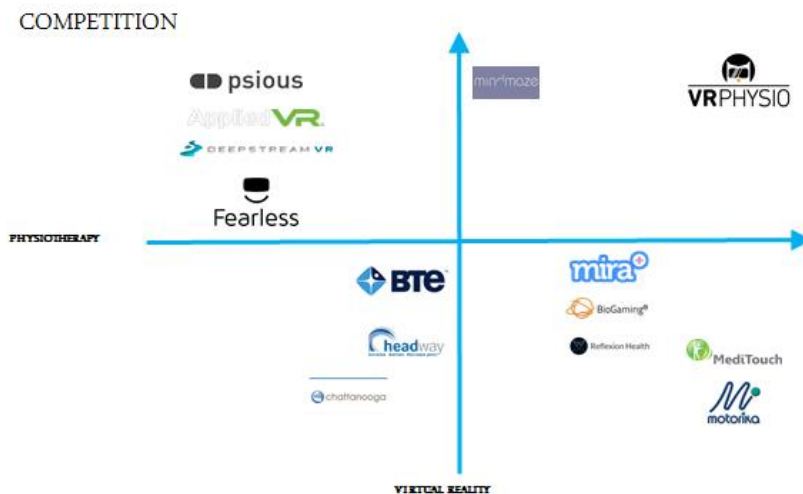 COMPETITION
psious
mindmaze
VRPHYSIO
AppliedVR
DEEPSTREAM VR
Fearless
PHYSIOTHERAPY
BTE
mira
BioGaming®
headway
Reflexion Health
MediTouch
chattanooga
motorika
VIRTUAL REALITY